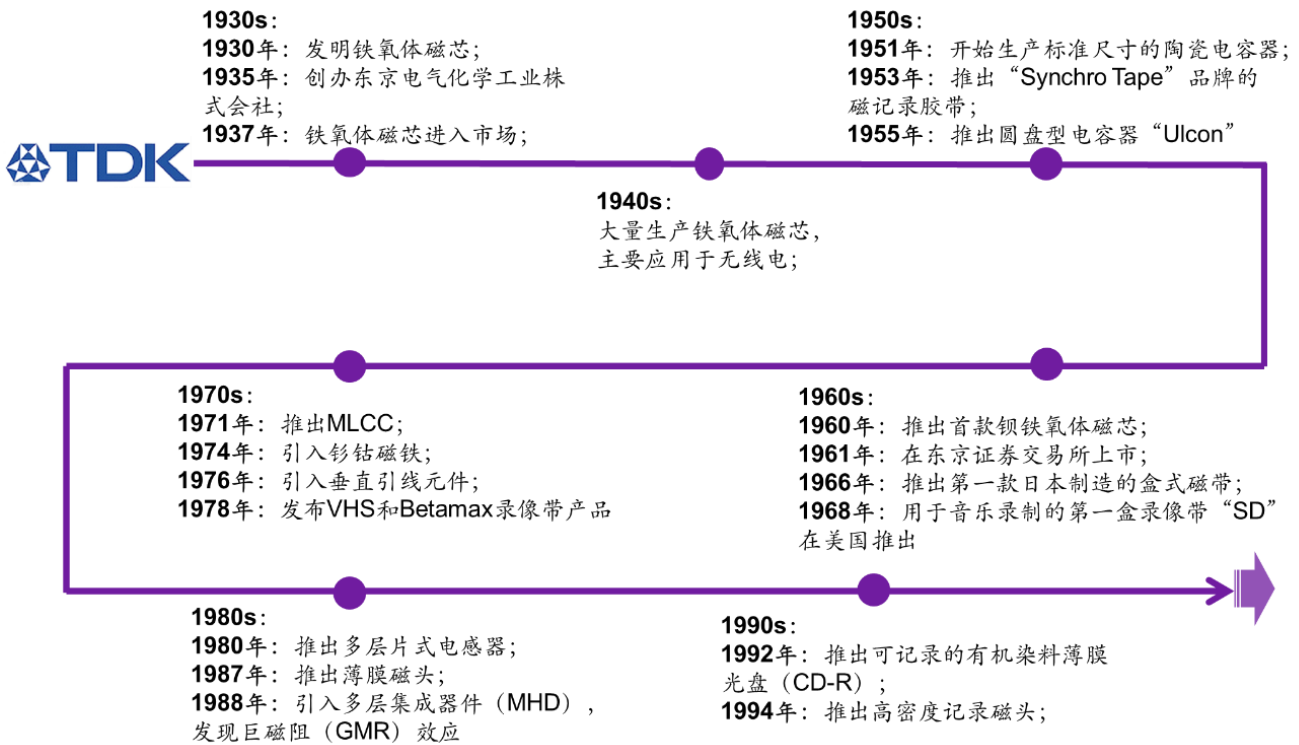 TDK
1930s:
1930年：发明铁氧体磁芯；
1935年：创办东京电气化学工业株
式会社；
1937年：铁氧体磁芯进入市场；
1940s:
大量生产铁氧体磁芯，
主要应用于无线电；
1950s:
1951年：开始生产标准尺寸的陶瓷电容器；
1953年：推出“Synchro Tape”品牌的
磁记录胶带；
1955年：推出圆盘型电容器“Ulcon”
1960s:
1960年：推出首款钡铁氧体磁芯；
1961年：在东京证券交易所上市；
1966年：推出第一款日本制造的盒式磁带；
1968年：用于音乐录制的第一盒录像带“SD”
在美国推出
1970s:
1971年：推出MLCC；
1974年：引入钐钴磁铁；
1976年：引入垂直引线元件；
1978年：发布VHS和Betamax录像带产品
1980s:
1980年：推出多层片式电感器；
1987年：推出薄膜磁头；
1988年：引入多层集成器件（MHD），
发现巨磁阻（GMR）效应
1990s:
1992年：推出可记录的有机染料薄膜
光盘（CD-R）；
1994年：推出高密度记录磁头；